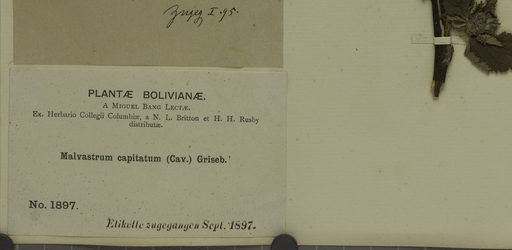 Zugeg I. 95.
PLANTÆ BOLIVIANÆ.
A MIGUEL BANG LECTÆ.
Ex. Herbario Collegii Columbiæ, a N. L. Britton et H. H. Rusby
distributæ.
Malvastrum capitatum (Cav.) Griseb.
No. 1897.
Etikette zugegangen Sept. 1897.